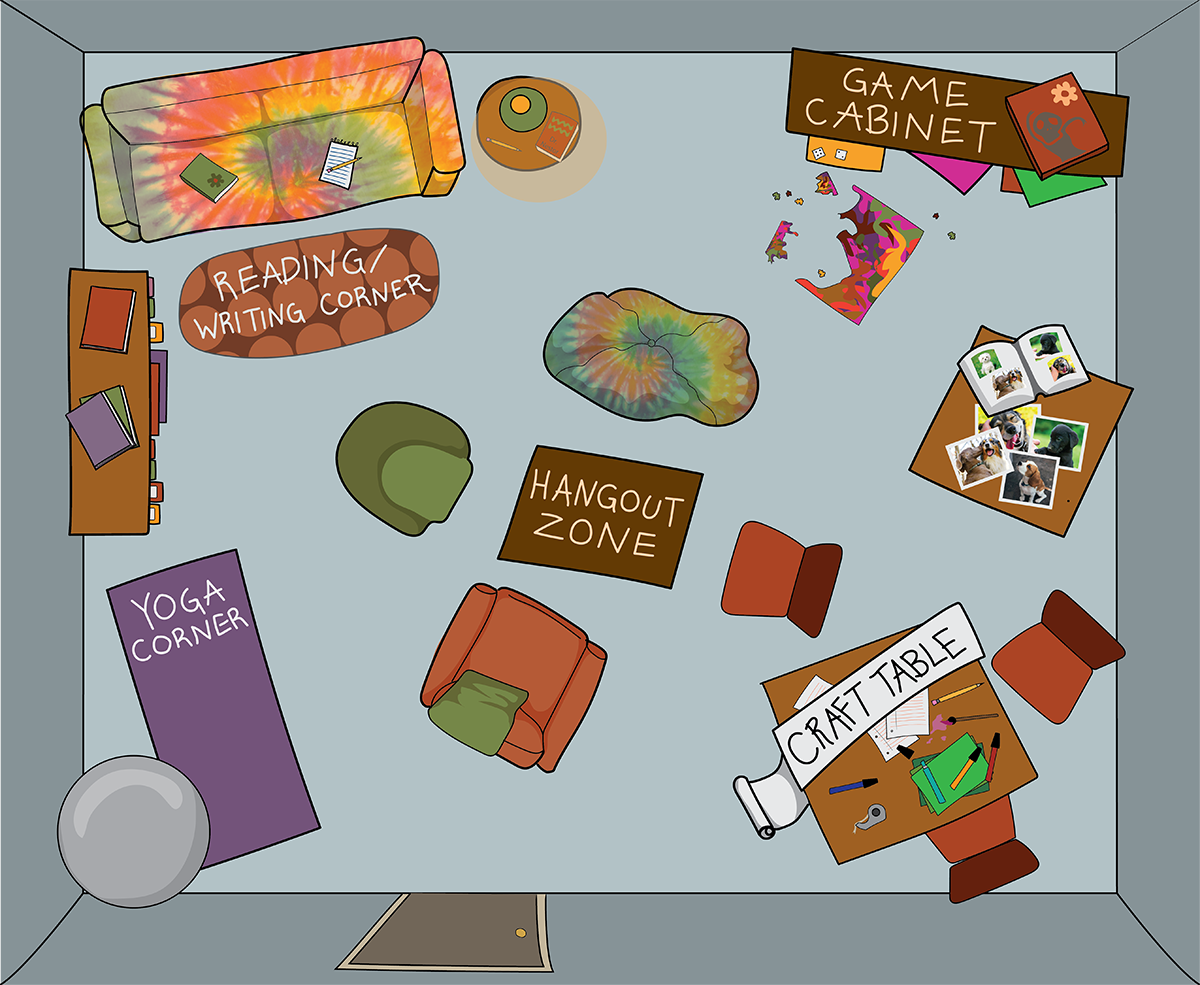 GAME
CABINET
READING/
WRITING CORNER
HANGOUT
ZONE
YOGA
CORNER
CRAFT TABLE